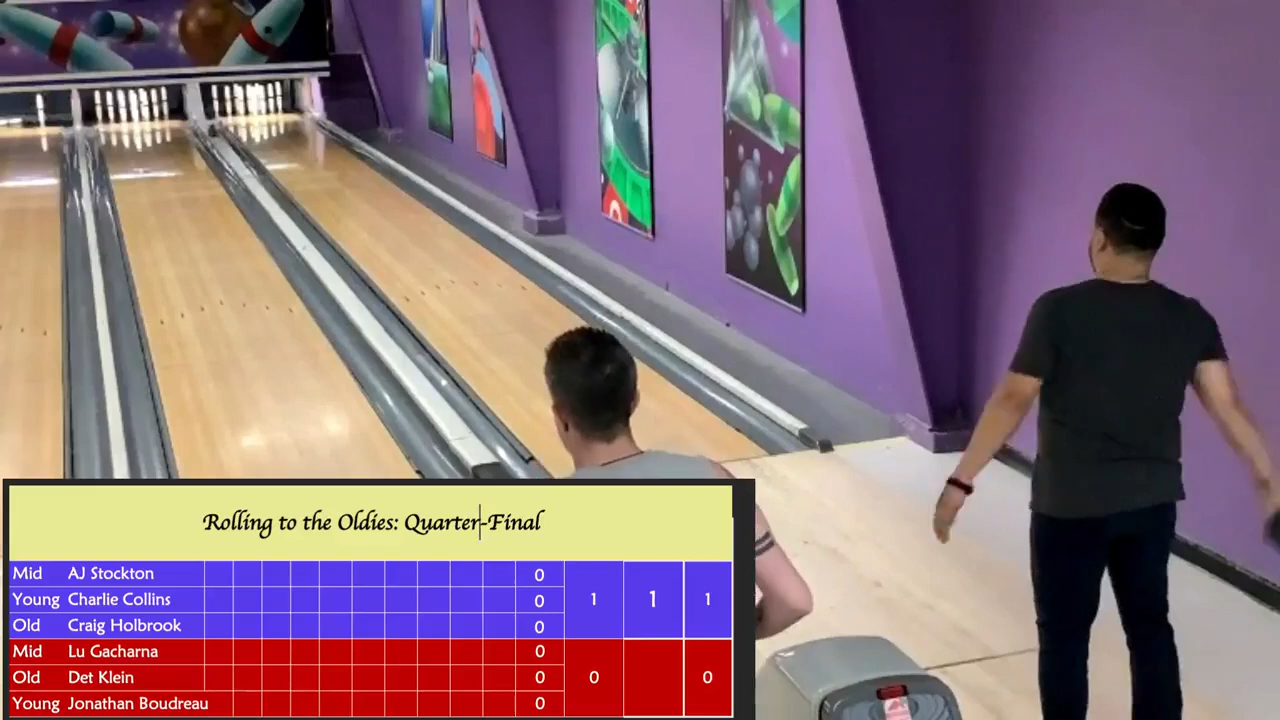 Rolling to the Oldies: Quarter-Final
Mid AJ Stockton 0
Young Charlie Collins 0 1 1 1
Old Craig Holbrook 0
Mid Lu Gacharna 0
Old Det Klein 0 0 0
Young Jonathan Boudreau 0